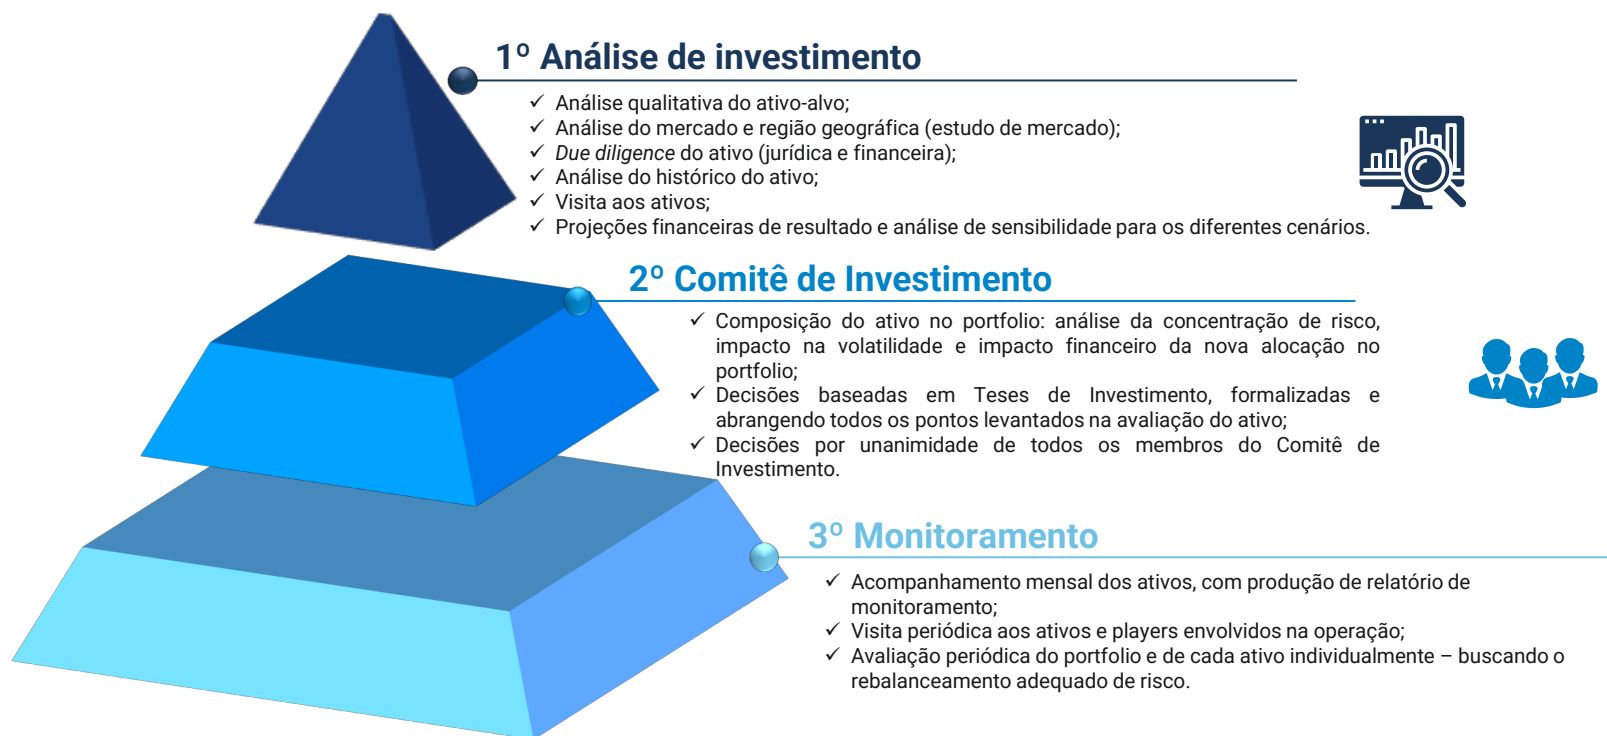 1º Análise de investimento
✓ Análise qualitativa do ativo-alvo;
✓ Análise do mercado e região geográfica (estudo de mercado);
✓ Due diligence do ativo (jurídica e financeira);
✓ Análise do histórico do ativo;
✓ Visita aos ativos;
✓ Projeções financeiras de resultado e análise de sensibilidade para os diferentes cenários.
2º Comitê de Investimento
✓ Composição do ativo no portfolio: análise da concentração de risco,
impacto na volatilidade e impacto financeiro da nova alocação no
portfolio;
✓ Decisões baseadas em Teses de Investimento, formalizadas e
abrangendo todos os pontos levantados na avaliação do ativo;
✓ Decisões por unanimidade de todos os membros do Comitê de
Investimento.
3º Monitoramento
✓ Acompanhamento mensal dos ativos, com produção de relatório de
monitoramento;
✓ Visita periódica aos ativos e players envolvidos na operação;
✓ Avaliação periódica do portfolio e de cada ativo individualmente – buscando o
rebalanceamento adequado de risco.